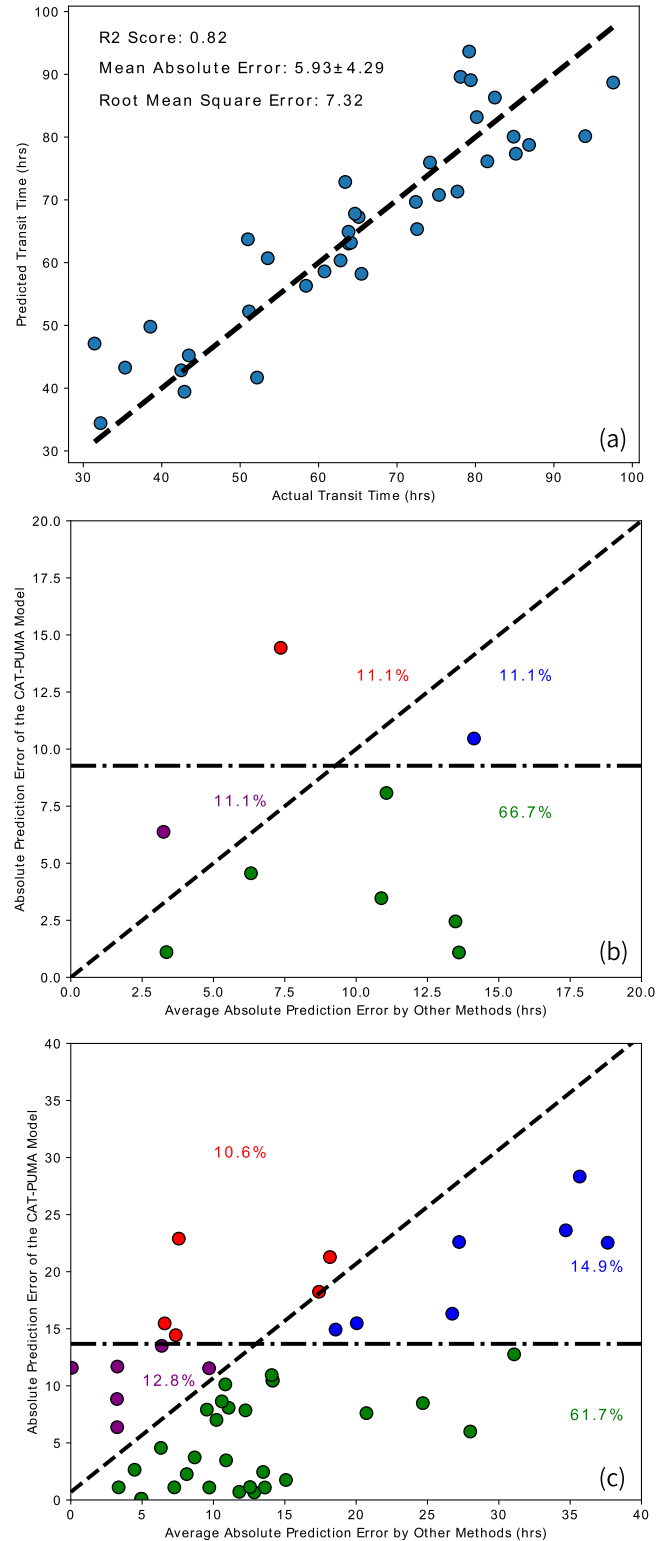 R2 Score: 0.82
Mean Absolute Error: 5.93±4.29
Root Mean Square Error: 7.32
100
90
80
70
60
50
40
30
Predicted Transit Time (hrs)
(a)
30 40 50 60 70 80 90 100
Actual Transit Time (hrs)
20.0
17.5
15.0
12.5
10.0
7.5
5.0
2.5
0.0
Absolute Prediction Error of the CAT-PUMA Model
11.1% 11.1%
11.1%
66.7%
(b)
0.0 2.5 5.0 7.5 10.0 12.5 15.0 17.5 20.0
Average Absolute Prediction Error by Other Methods (hrs)
40
35
30
25
20
15
10
5
0
Absolute Prediction Error of the CAT-PUMA Model
10.6%
14.9%
12.8%
61.7%
(c)
0 5 10 15 20 25 30 35 40
Average Absolute Prediction Error by Other Methods (hrs)